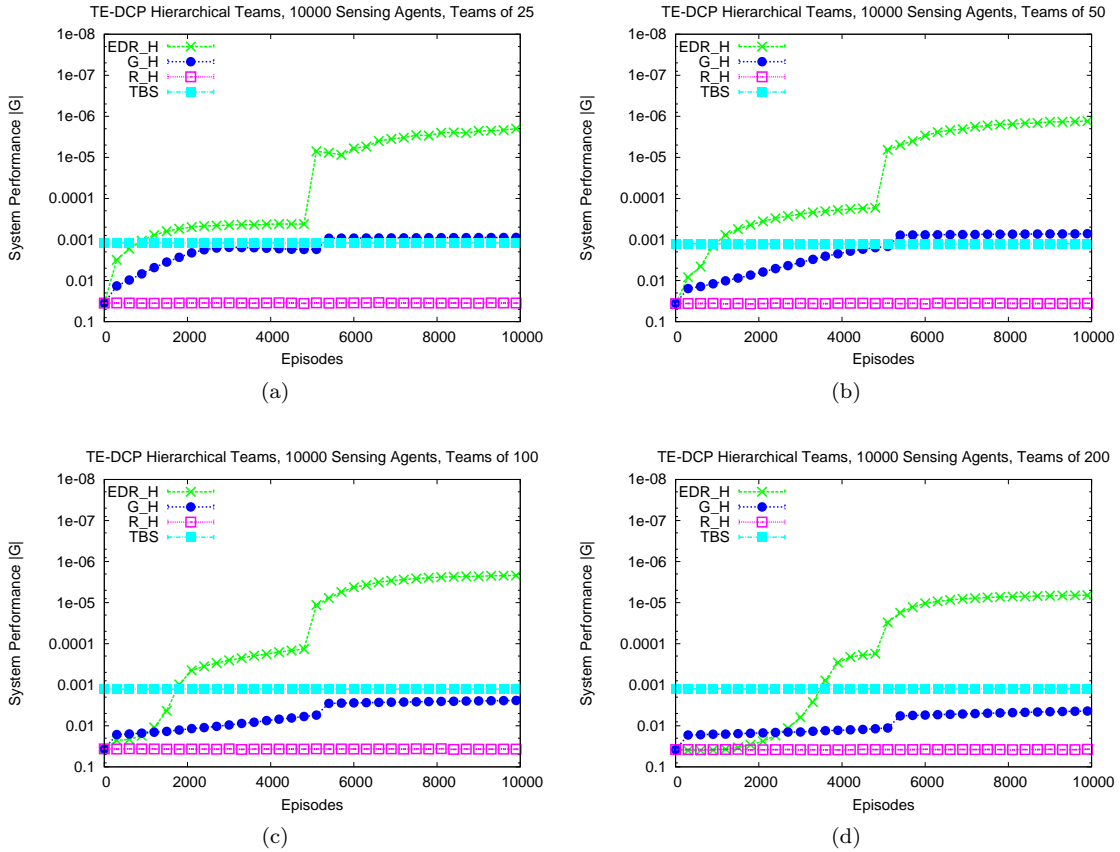 TE-DCP Hierarchical Teams, 10000 Sensing Agents, Teams of 25
1e-08
1e-07
1e-06
1e-05
0.0001
0.001
0.01
0.1
System Performance |G|
EDR_H
G_H
R_H
TBS
0 2000 4000 6000 8000 10000
Episodes
(a)
TE-DCP Hierarchical Teams, 10000 Sensing Agents, Teams of 50
1e-08
1e-07
1e-06
1e-05
0.0001
0.001
0.01
0.1
System Performance |G|
EDR_H
G_H
R_H
TBS
0 2000 4000 6000 8000 10000
Episodes
(b)
TE-DCP Hierarchical Teams, 10000 Sensing Agents, Teams of 100
1e-08
1e-07
1e-06
1e-05
0.0001
0.001
0.01
0.1
System Performance |G|
EDR_H
G_H
R_H
TBS
0 2000 4000 6000 8000 10000
Episodes
(c)
TE-DCP Hierarchical Teams, 10000 Sensing Agents, Teams of 200
1e-08
1e-07
1e-06
1e-05
0.0001
0.001
0.01
0.1
System Performance |G|
EDR_H
G_H
R_H
TBS
0 2000 4000 6000 8000 10000
Episodes
(d)